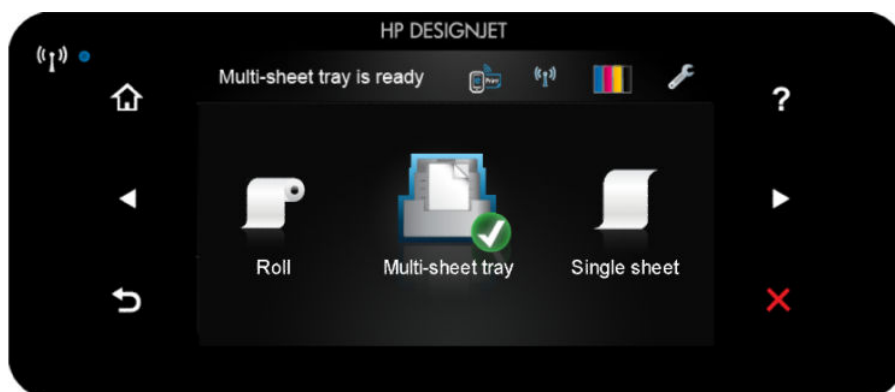 HP DESIGNJET
Multi-sheet tray is ready
?
Roll
Multi-sheet tray
Single sheet